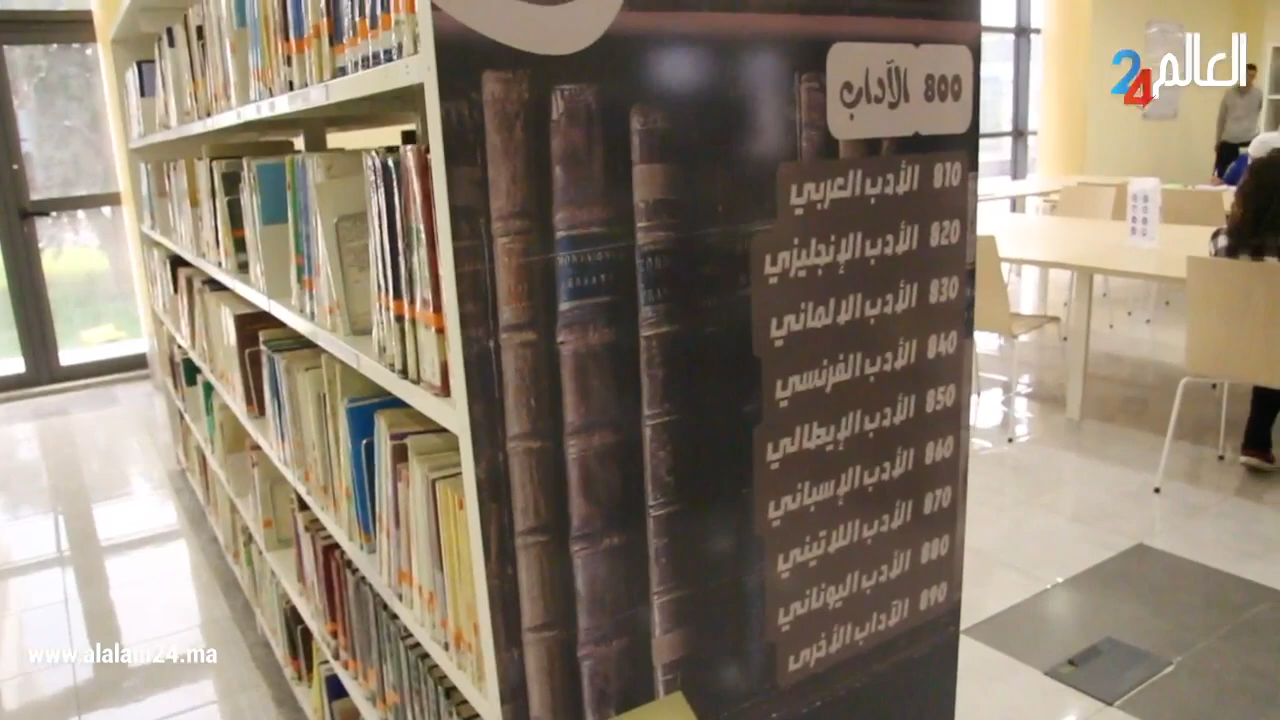 العالم 24
800 الآداب
810 الأدب العربي
820 الأدب الإنجليزي
830 الأدب الالماني
840 الأدب الفرنسي
850 الأدب الإيطالي
860 الأدب الإسباني
870 الأدب اللاتيني
880 الأدب اليوناني
890 الآداب الأخرى
www.alalam24.ma